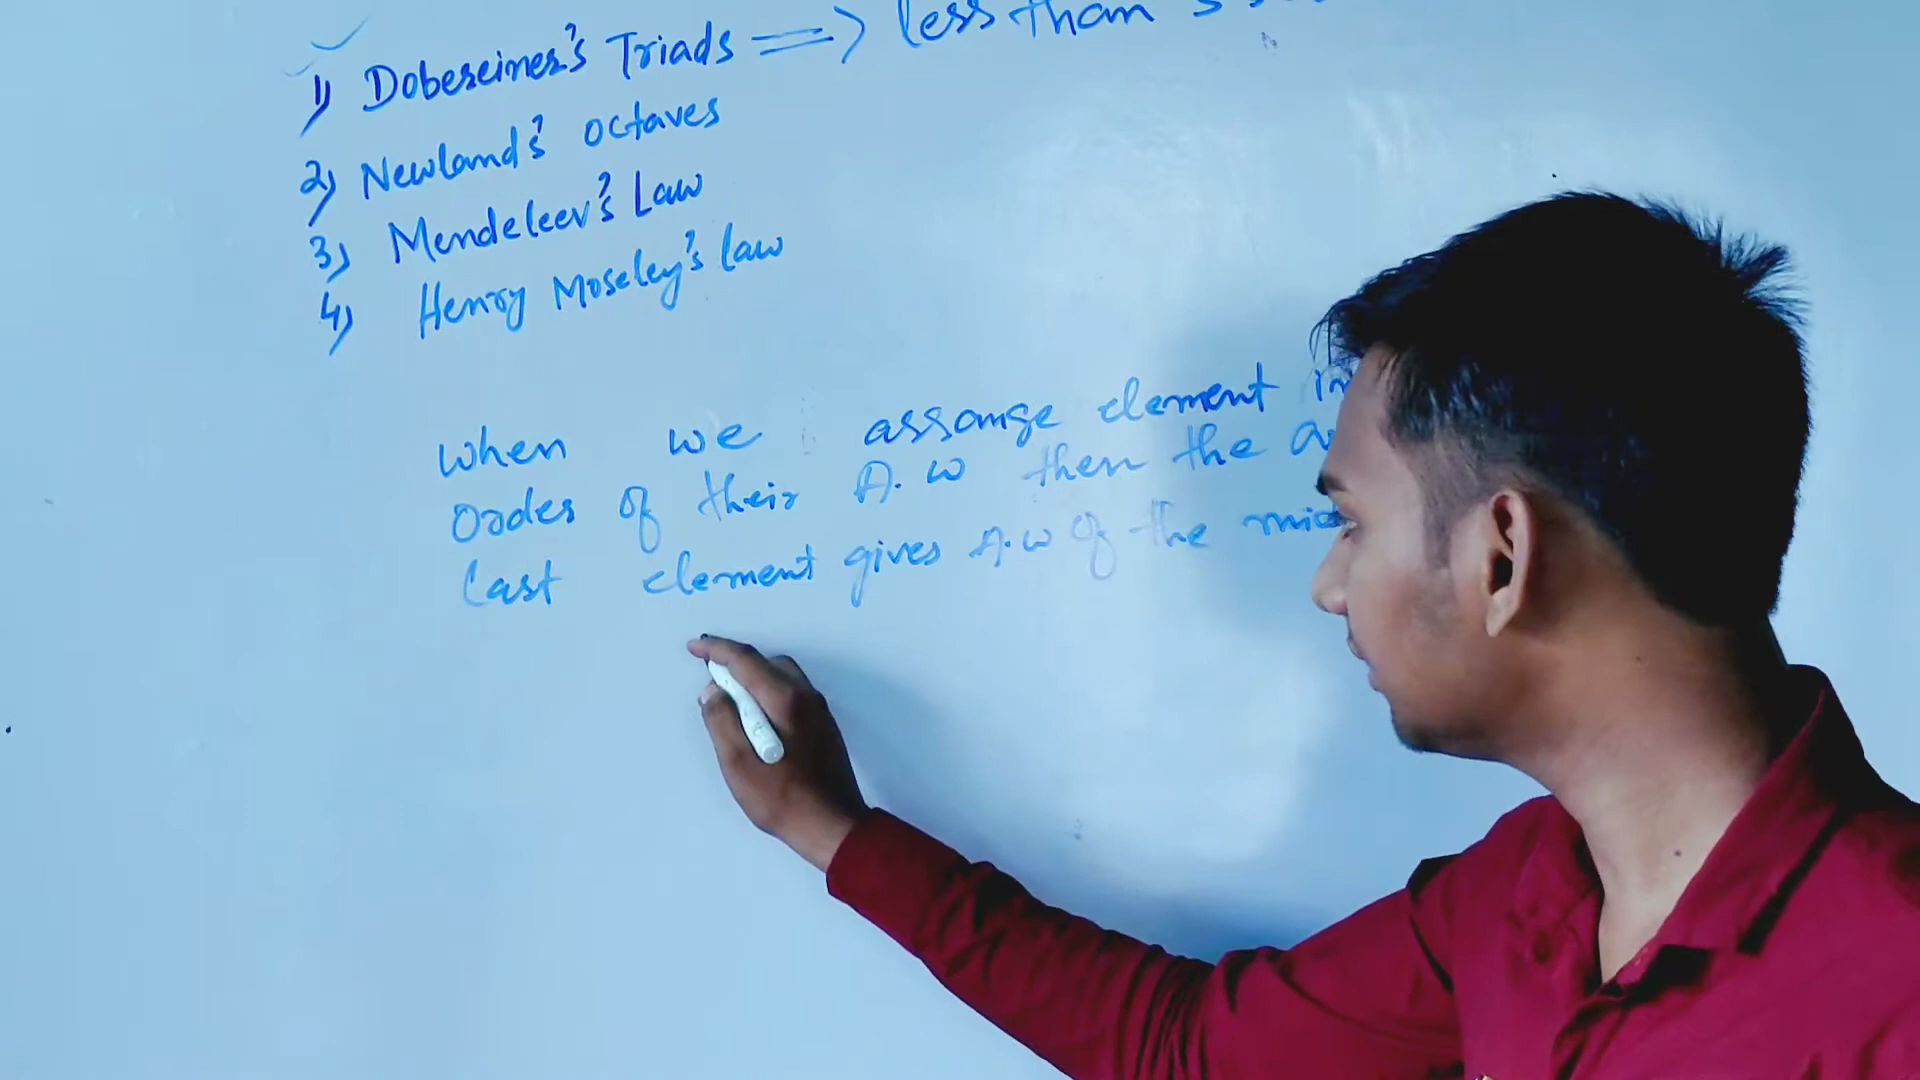 1) Dobereiner's Triads => less than
2) Newland's octaves
3) Mendeleev's Law
4) Henry Moseley's law
when we arrange element in
order of their A.w then the
Last element gives A.w of the